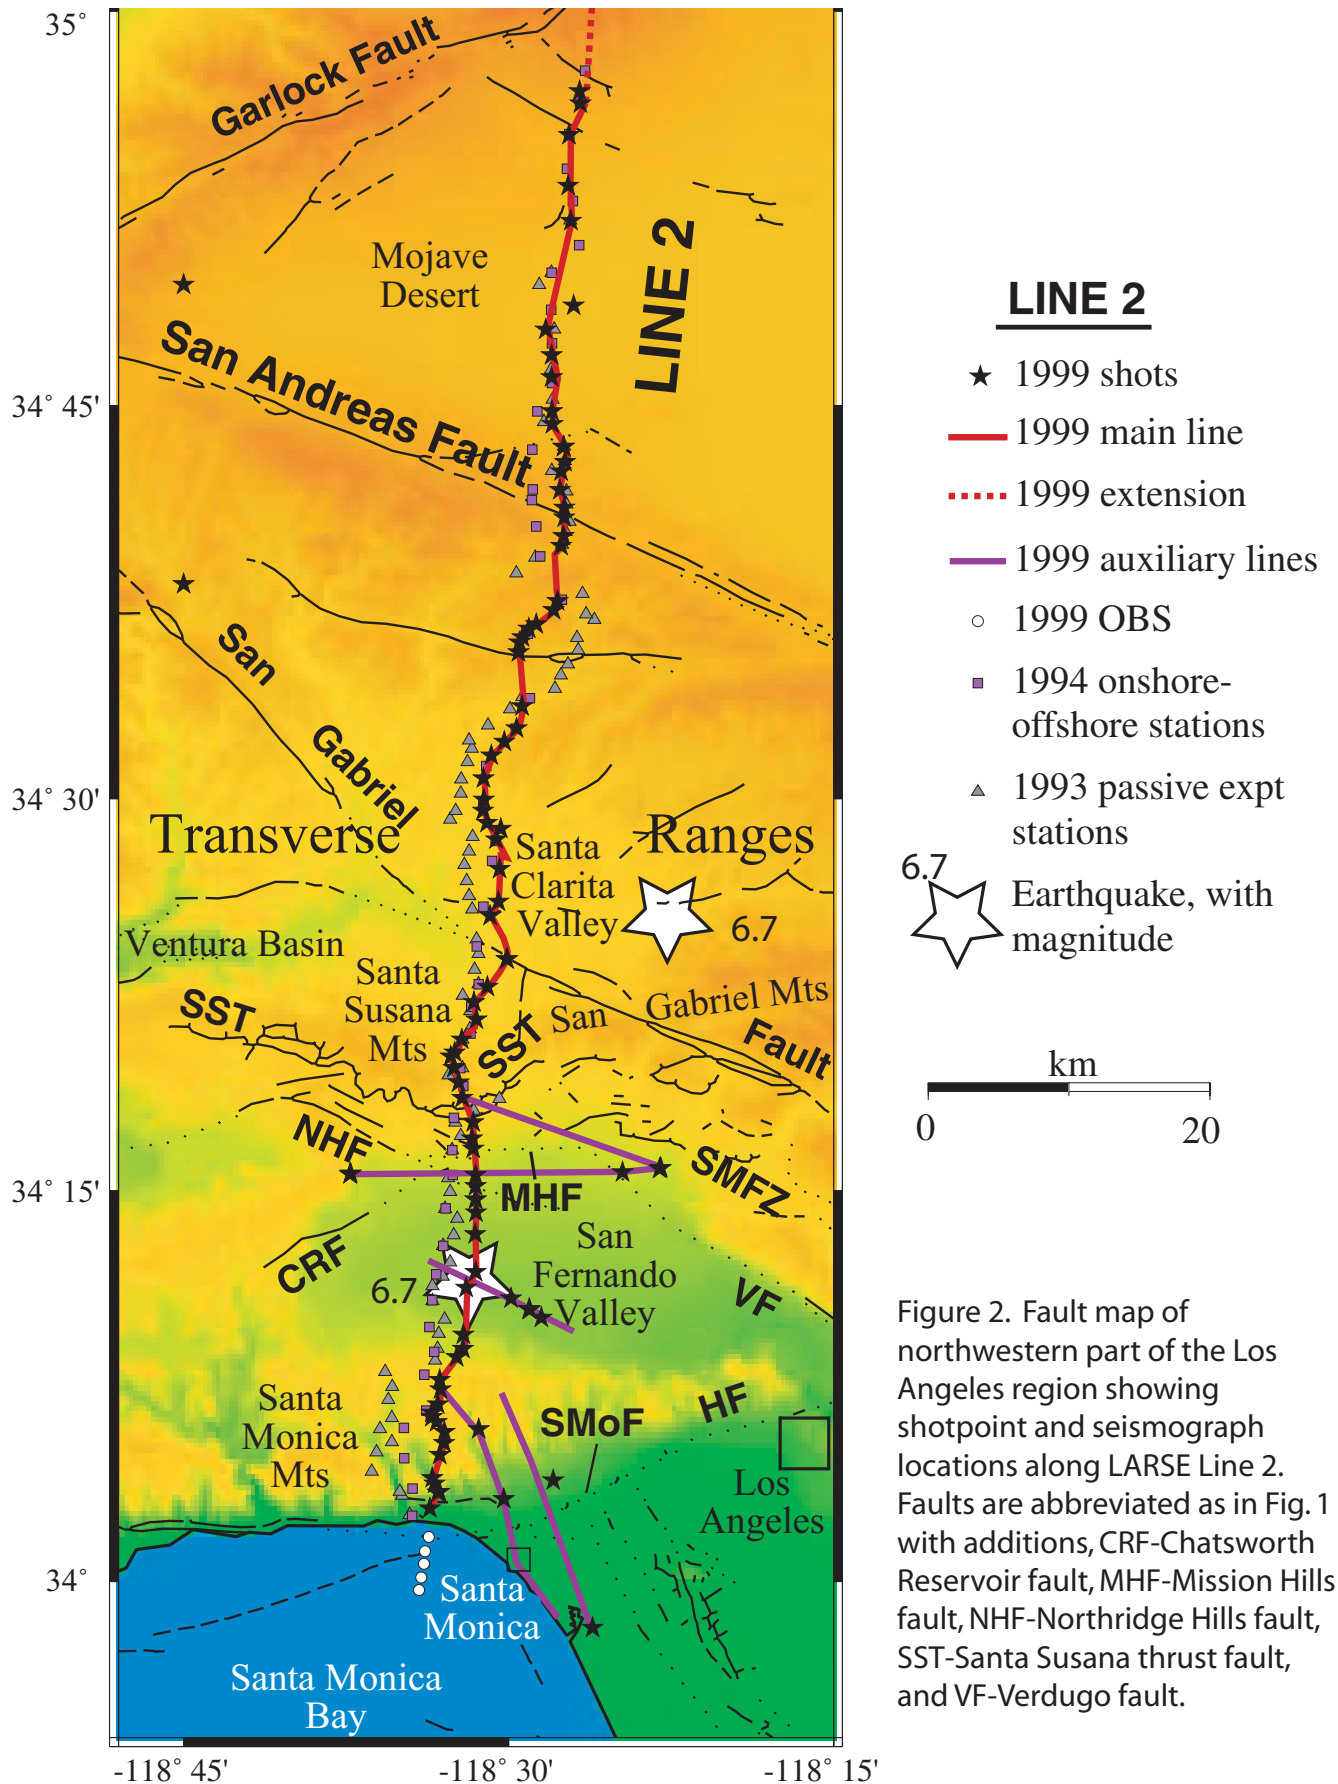 35°
Garlock Fault
Mojave
Desert
LINE 2
San Andreas Fault
34° 45'
San
Gabriel
34° 30'
Transverse
Ranges
Santa
Clarita
Valley
6.7
Ventura Basin
Santa
Susana
Mts
SST
SST
San
Gabriel Mts
Fault
NHF
MHF
SMFZ
34° 15'
CRF
San
Fernando
Valley
6.7
VF
Santa
Monica
Mts
SMoF
HF
Los
Angeles
34°
Santa
Monica
Santa Monica
Bay
-118° 45'
-118° 30'
-118° 15'
LINE 2
1999 shots
1999 main line
1999 extension
1999 auxiliary lines
1999 OBS
1994 onshore-
offshore stations
1993 passive expt
stations
6.7
Earthquake, with
magnitude
km
0
20
Figure 2. Fault map of
northwestern part of the Los
Angeles region showing
shotpoint and seismograph
locations along LARSE Line 2.
Faults are abbreviated as in Fig. 1
with additions, CRF-Chatsworth
Reservoir fault, MHF-Mission Hills
fault, NHF-Northridge Hills fault,
SST-Santa Susana thrust fault,
and VF-Verdugo fault.